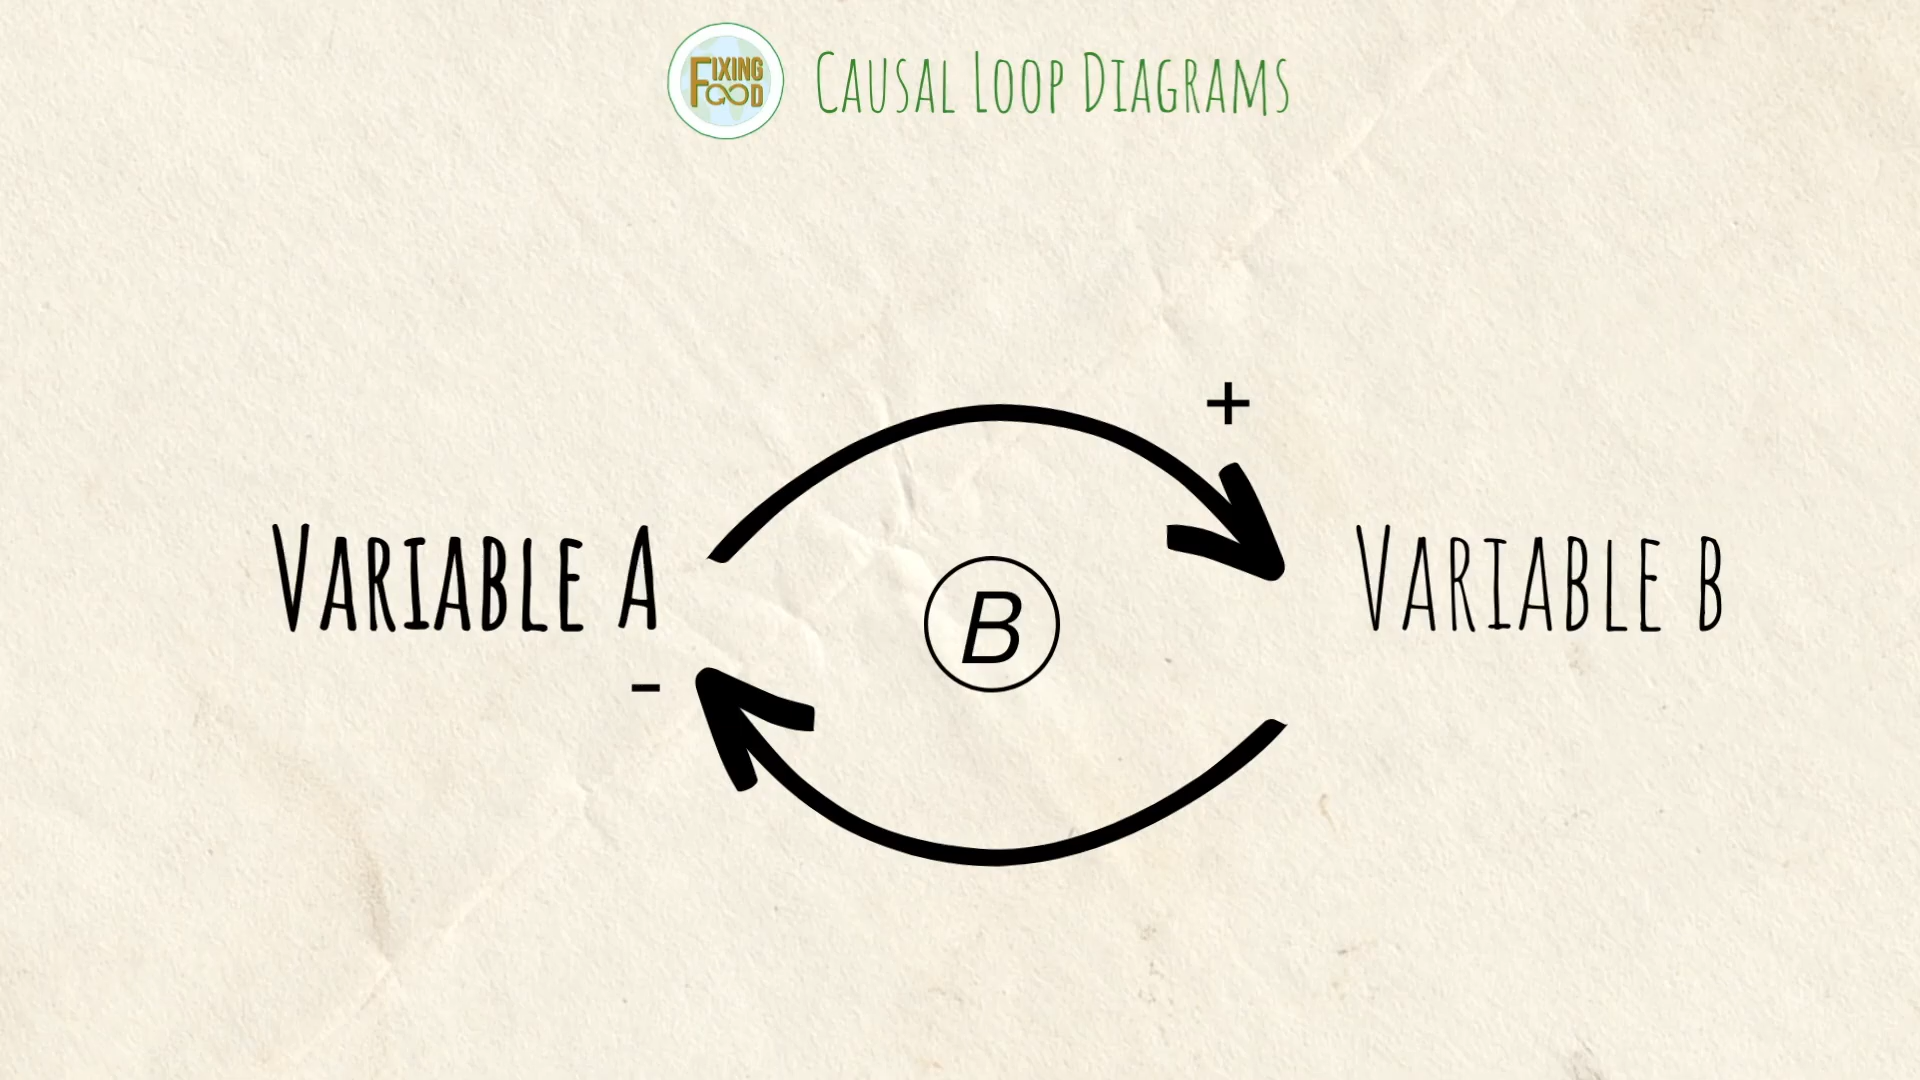 FIXING
FOOD
CAUSAL LOOP DIAGRAMS
+
VARIABLE A
B
VARIABLE B
-